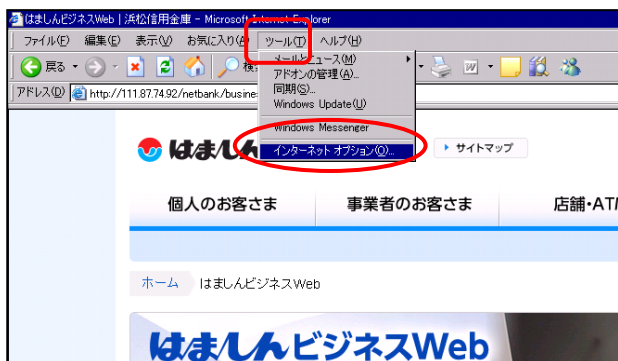 はましんビジネスWeb | 浜松信用金庫 - Microsoft Internet Explorer
ファイル(F) 編集(E) 表示(V) お気に入り(A) ツール(T) ヘルプ(H)
戻る
メールとニュース(M)
アドオンの管理(A)...
同期(S)...
Windows Update(U)
アドレス(D) http://111.87.74.92/netbank/busine
Windows Messenger
インターネット オプション(O)...
はましん
サイトマップ
個人のお客さま 事業者のお客さま 店舗・ATM
ホーム はましんビジネスWeb
はましんビジネスWeb